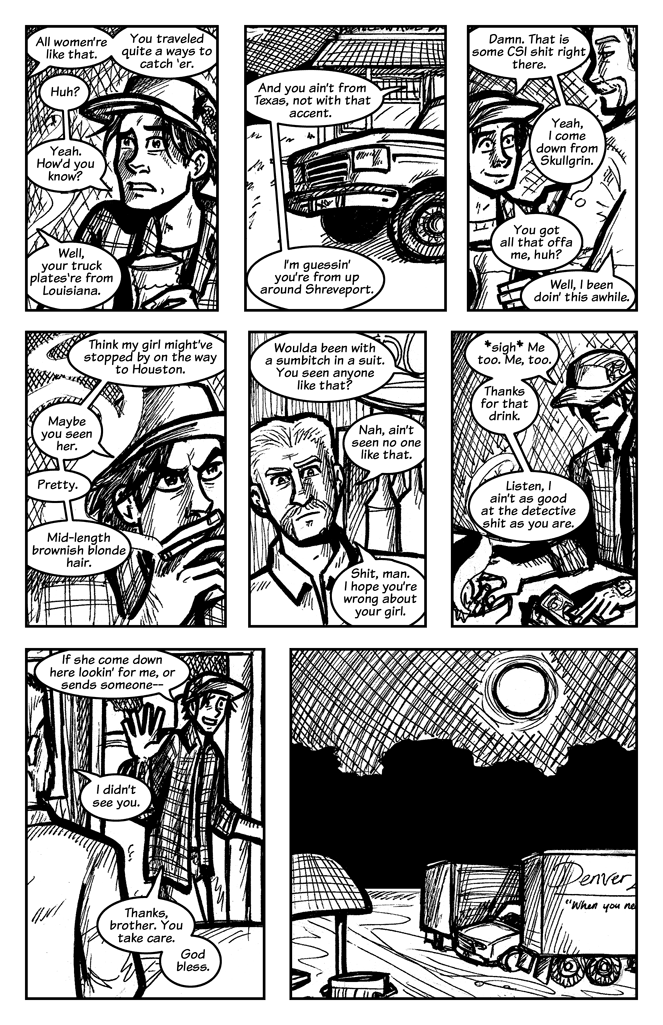 All women're
like that.
You traveled
quite a ways to
catch 'er.
Huh?
Yeah.
How'd you
know?
Well,
your truck
plates're from
Louisiana.
And you ain't from
Texas, not with that
accent.
I'm guessin'
you're from up
around Shreveport.
Damn. That is
some CSI shit right
there.
Yeah,
I come
down from
Skullgrin.
You got
all that offa
me, huh?
Well, I been
doin' this awhile.
Think my girl might've
stopped by on the way
to Houston.
Maybe
you seen
her.
Pretty.
Mid-length
brownish blonde
hair.
Woulda been with
a sumbitch in a suit.
You seen anyone
like that?
Nah, ain't
seen no one
like that.
Shit, man.
I hope you're
wrong about
your girl.
*sigh* Me
too. Me, too.
Thanks
for that
drink.
Listen, I
ain't as good
at the detective
shit as you are.
If she come down
here lookin' for me, or
sends someone--
I didn't
see you.
Thanks,
brother. You
take care.
God
bless.
Denver
"When you ne